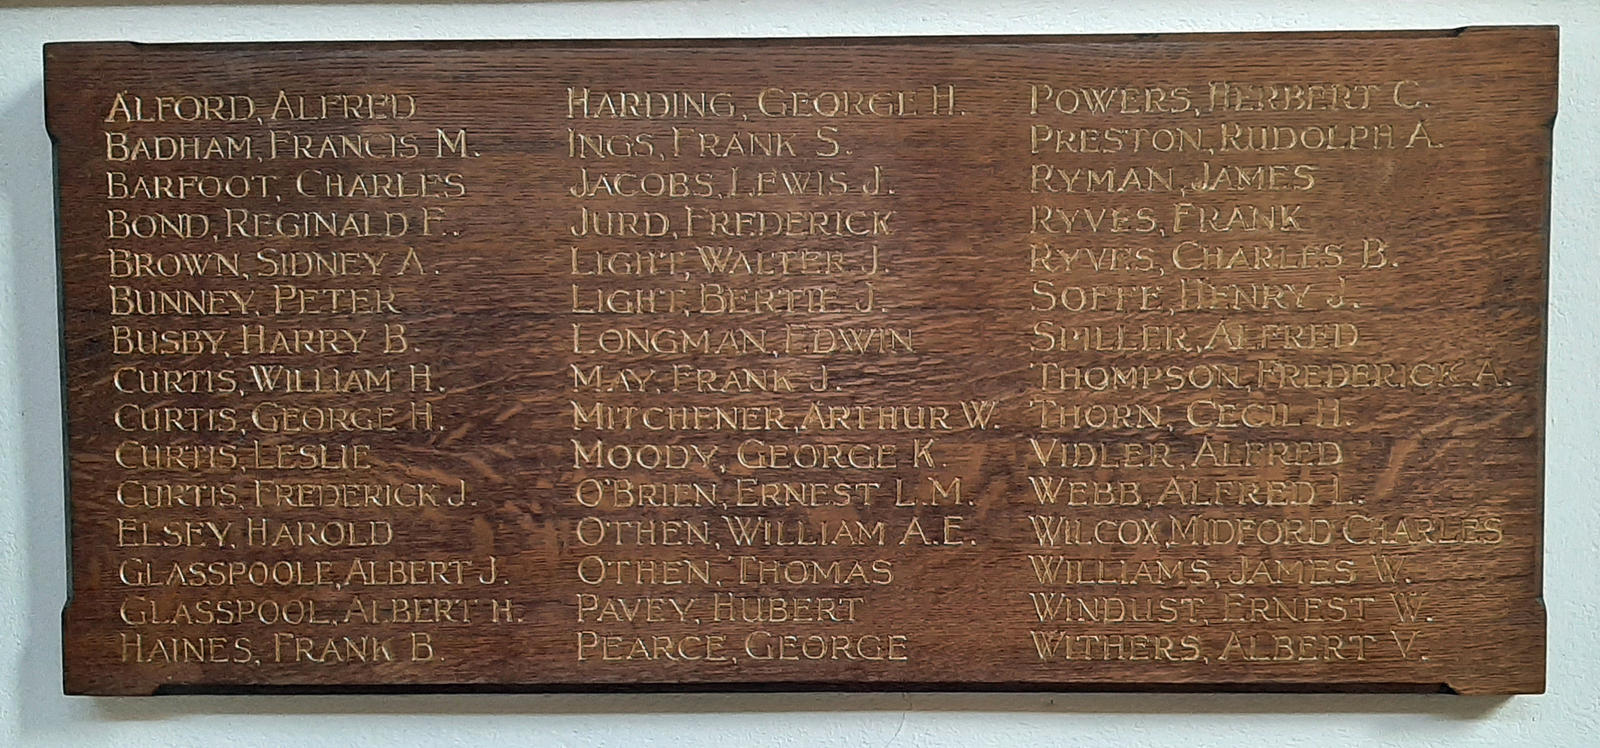 ALFORD, ALFRED
BADHAM, FRANCIS M.
BARFOOT, CHARLES
BOND, REGINALD F.
BROWN, SIDNEY A.
BUNNEY, PETER
BUSBY, HARRY B.
CURTIS, WILLIAM H.
CURTIS, GEORGE H.
CURTIS, LESLIE
CURTIS, FREDERICK J.
ELSEY, HAROLD
GLASSPOOLE, ALBERT J.
GLASSPOOL, ALBERT H.
HAINES, FRANK B.
HARDING, GEORGE H.
INGS, FRANK S.
JACOBS, LEWIS J.
JURD, FREDERICK
LIGHT, WALTER J.
LIGHT, BERTIE J.
LONGMAN, EDWIN
MAY, FRANK J.
MITCHENER, ARTHUR W.
MOODY, GEORGE K.
O'BRIEN, ERNEST L.M.
OTHEN, WILLIAM A.E.
OTHEN, THOMAS
PAVEY, HUBERT
PEARCE, GEORGE
POWERS, HERBERT C.
PRESTON, RUDOLPH A.
RYMAN, JAMES
RYVES, FRANK
RYVES, CHARLES B.
SOFFE, HENRY J.
SPILLER, ALFRED
THOMPSON, FREDERICK A.
THORN, CECIL H.
VIDLER, ALFRED
WEBB, ALFRED L.
WILCOX, MIDFORD CHARLES
WILLIAMS, JAMES W.
WINDUST, ERNEST W.
WITHERS, ALBERT V.